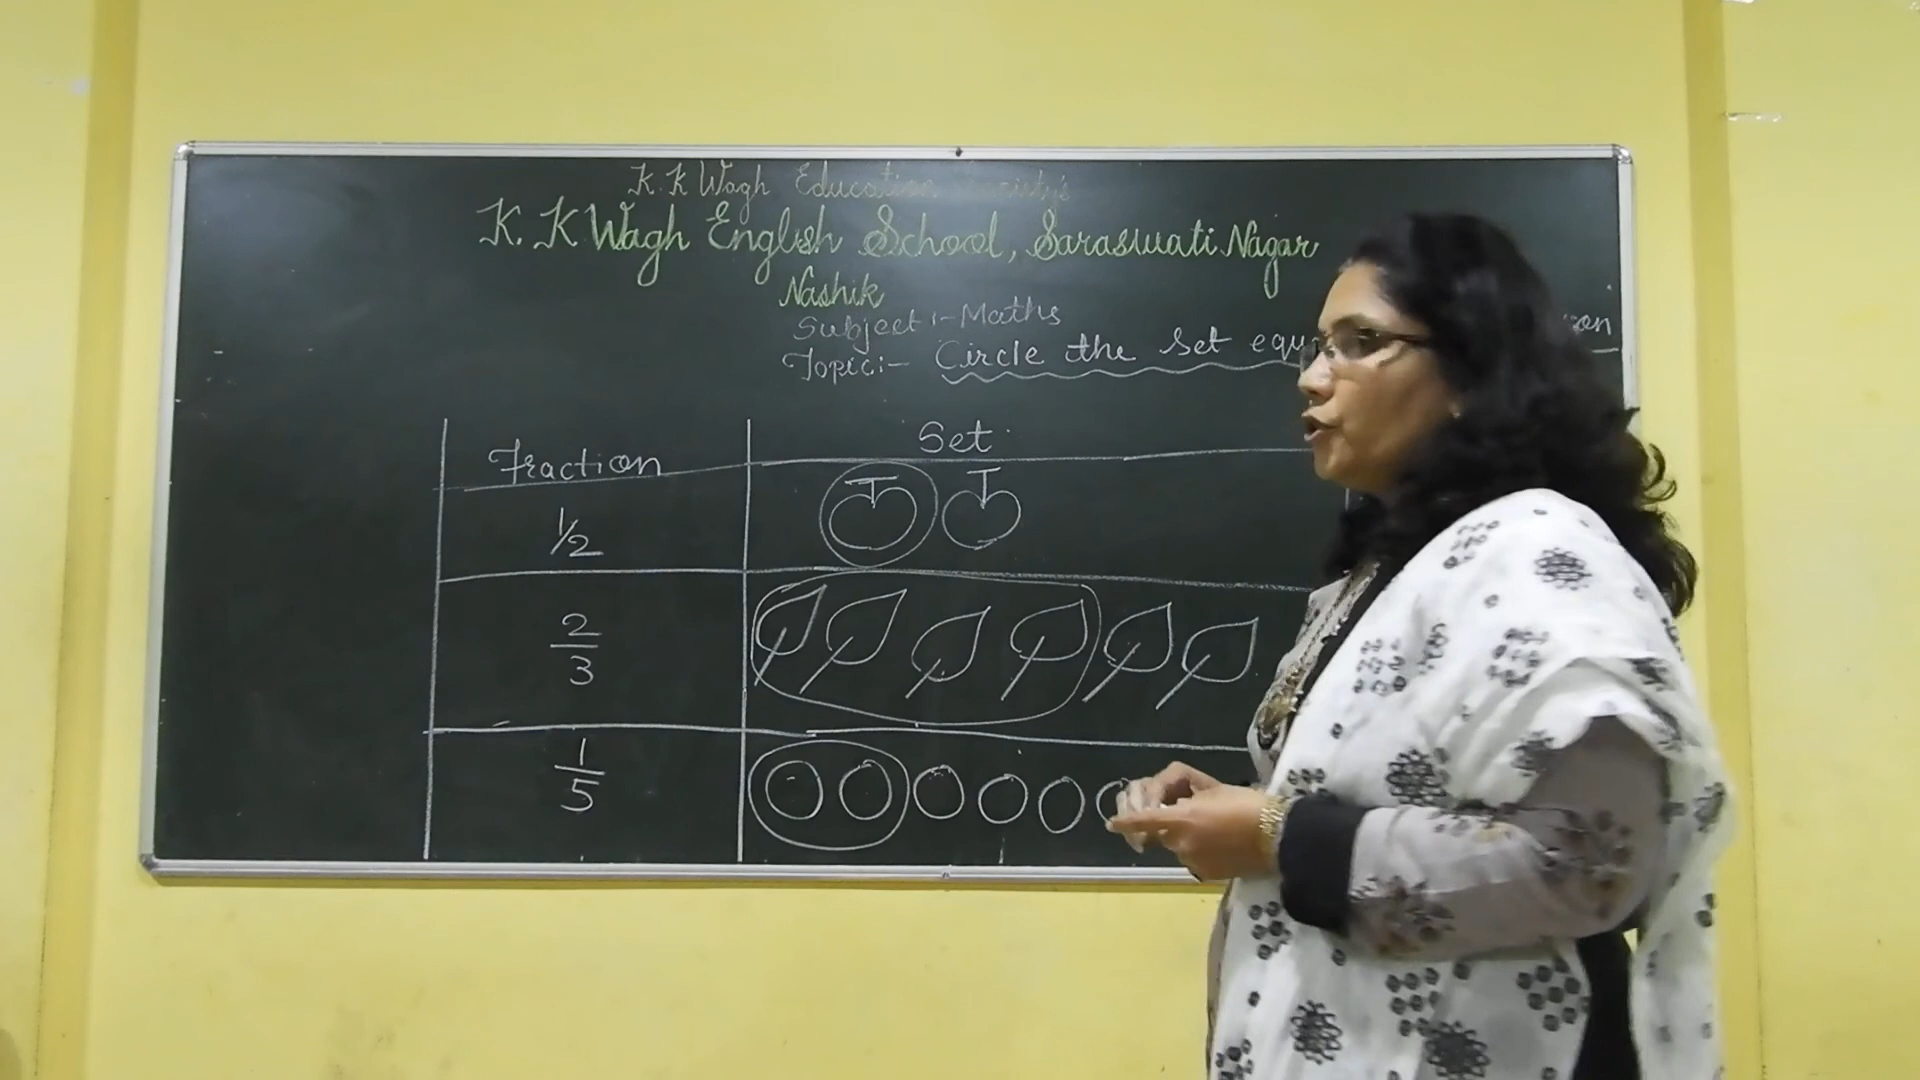 K. K Wagh Education Society's
K. K Wagh English School, Saraswati Nagar
Nashik
Subject :- Maths
Topic :- Circle the set
Fraction
Set
1/2
2/3
1/5